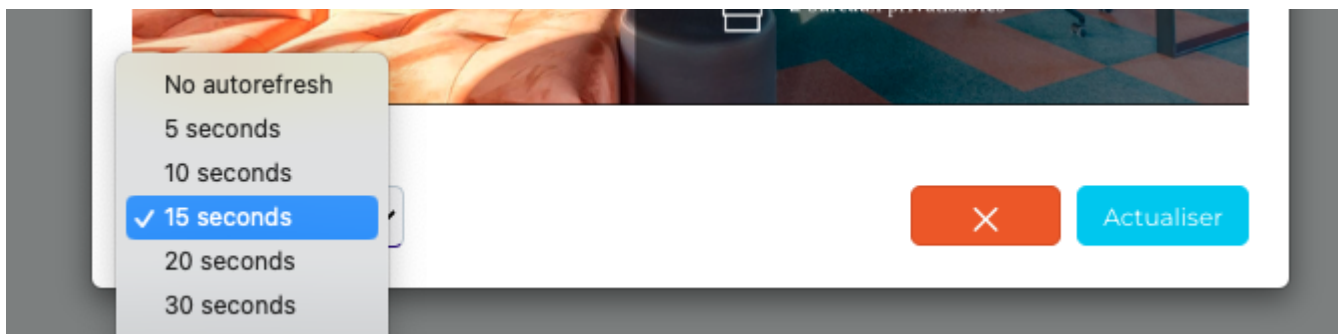 No autorefresh
5 seconds
10 seconds
✓ 15 seconds
20 seconds
30 seconds
Actualiser